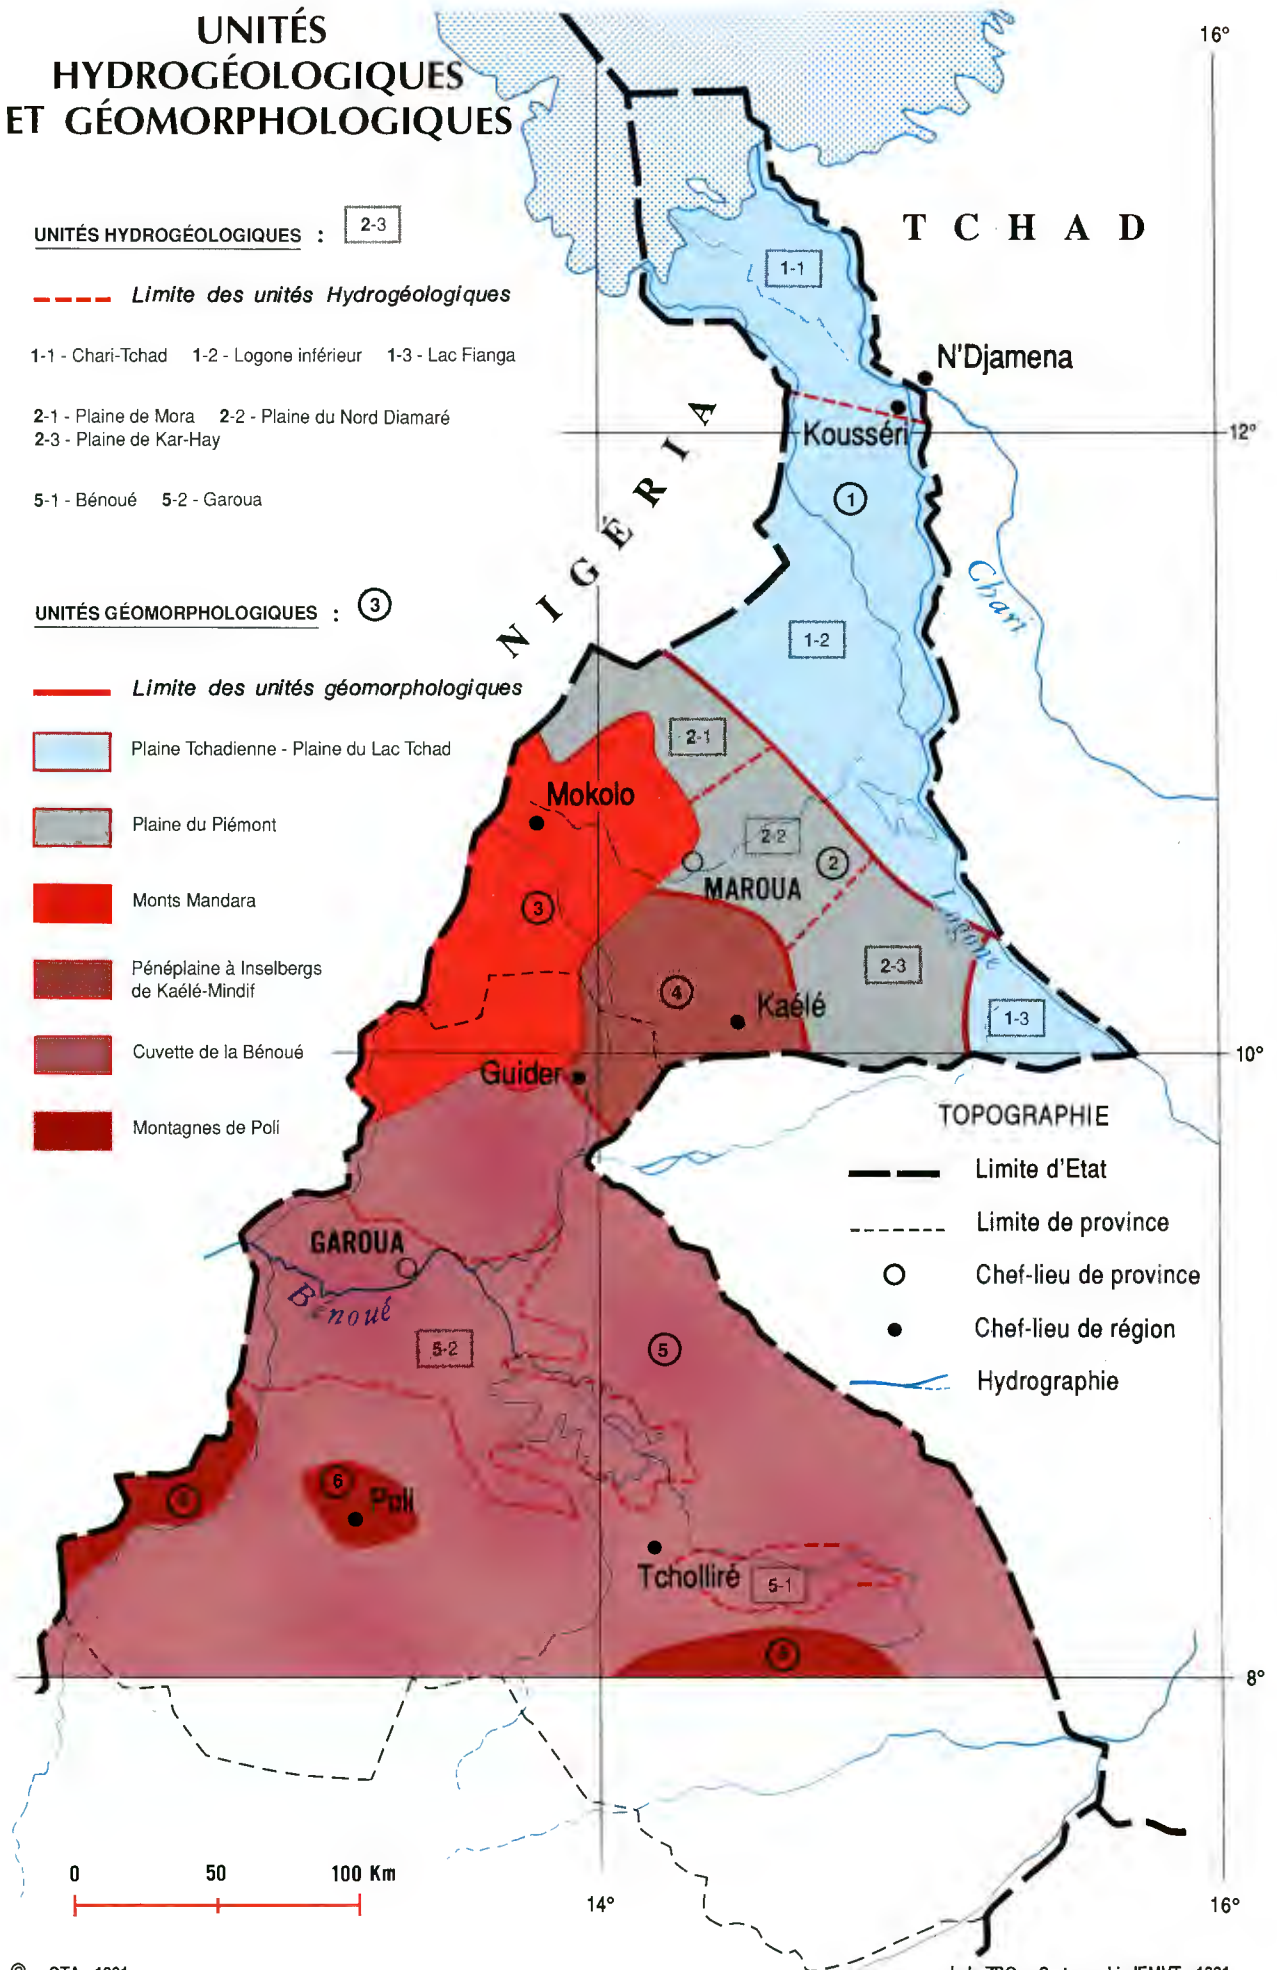 UNITÉS
HYDROGÉOLOGIQUES
ET GÉOMORPHOLOGIQUES
UNITÉS HYDROGÉOLOGIQUES : 2-3
Limite des unités Hydrogéologiques
1-1 - Chari-Tchad 1-2 - Logone inférieur 1-3 - Lac Fianga
2-1 - Plaine de Mora 2-2 - Plaine du Nord Diamaré
2-3 - Plaine de Kar-Hay
5-1 - Bénoué 5-2 - Garoua
UNITÉS GÉOMORPHOLOGIQUES : 3
Limite des unités géomorphologiques
Plaine Tchadienne - Plaine du Lac Tchad
Plaine du Piémont
Monts Mandara
Pénéplaine à Inselbergs
de Kaélé-Mindif
Cuvette de la Bénoué
Montagnes de Poli
16°
TCHAD
1-1
N'Djamena
Kousséri
12°
NIGÉRIA
1
Chari
1-2
2-1
Mokolo
2-2
2
MAROUA
3
Logone
2-3
4
Kaélé
1-3
10°
Guider
TOPOGRAPHIE
Limite d'Etat
Limite de province
Chef-lieu de province
Chef-lieu de région
Hydrographie
GAROUA
Bénoué
5-2
5
6
Poli
Tcholliré
5-1
8°
0 50 100 Km
14°
16°